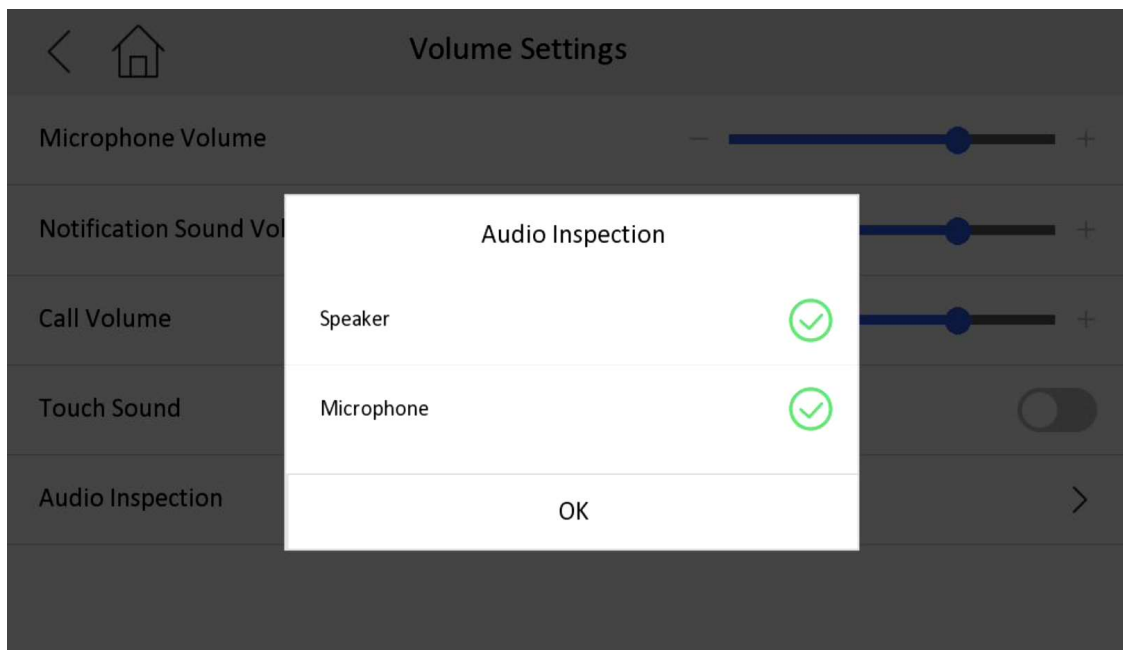 Volume Settings
Microphone Volume
Notification Sound Vol
Audio Inspection
Call Volume
Speaker
Touch Sound
Microphone
Audio Inspection
OK